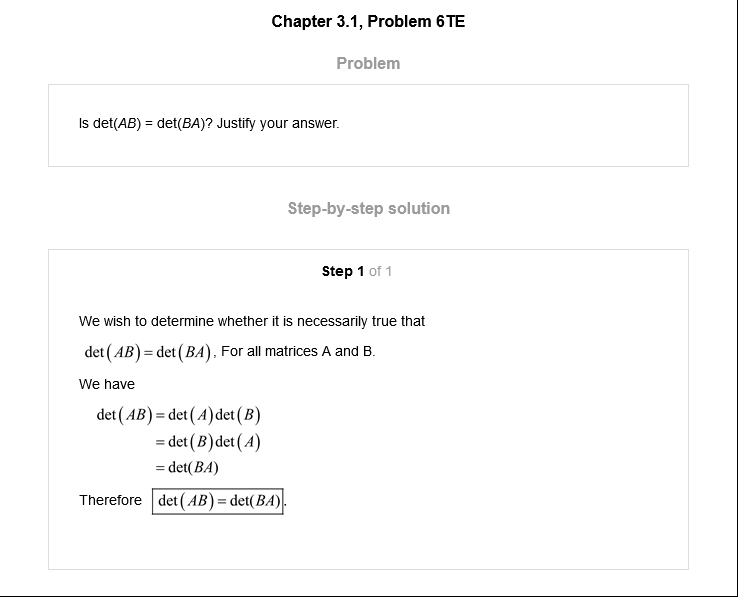 Chapter 3.1, Problem 6TE
Problem
Is det(AB) = det(BA)? Justify your answer.
Step-by-step solution
Step 1 of 1
We wish to determine whether it is necessarily true that
det(AB) = det(BA), For all matrices A and B.
We have
det(AB) = det(A)det(B)
= det(B)det(A)
= det(BA)
Therefore det(AB) = det(BA).